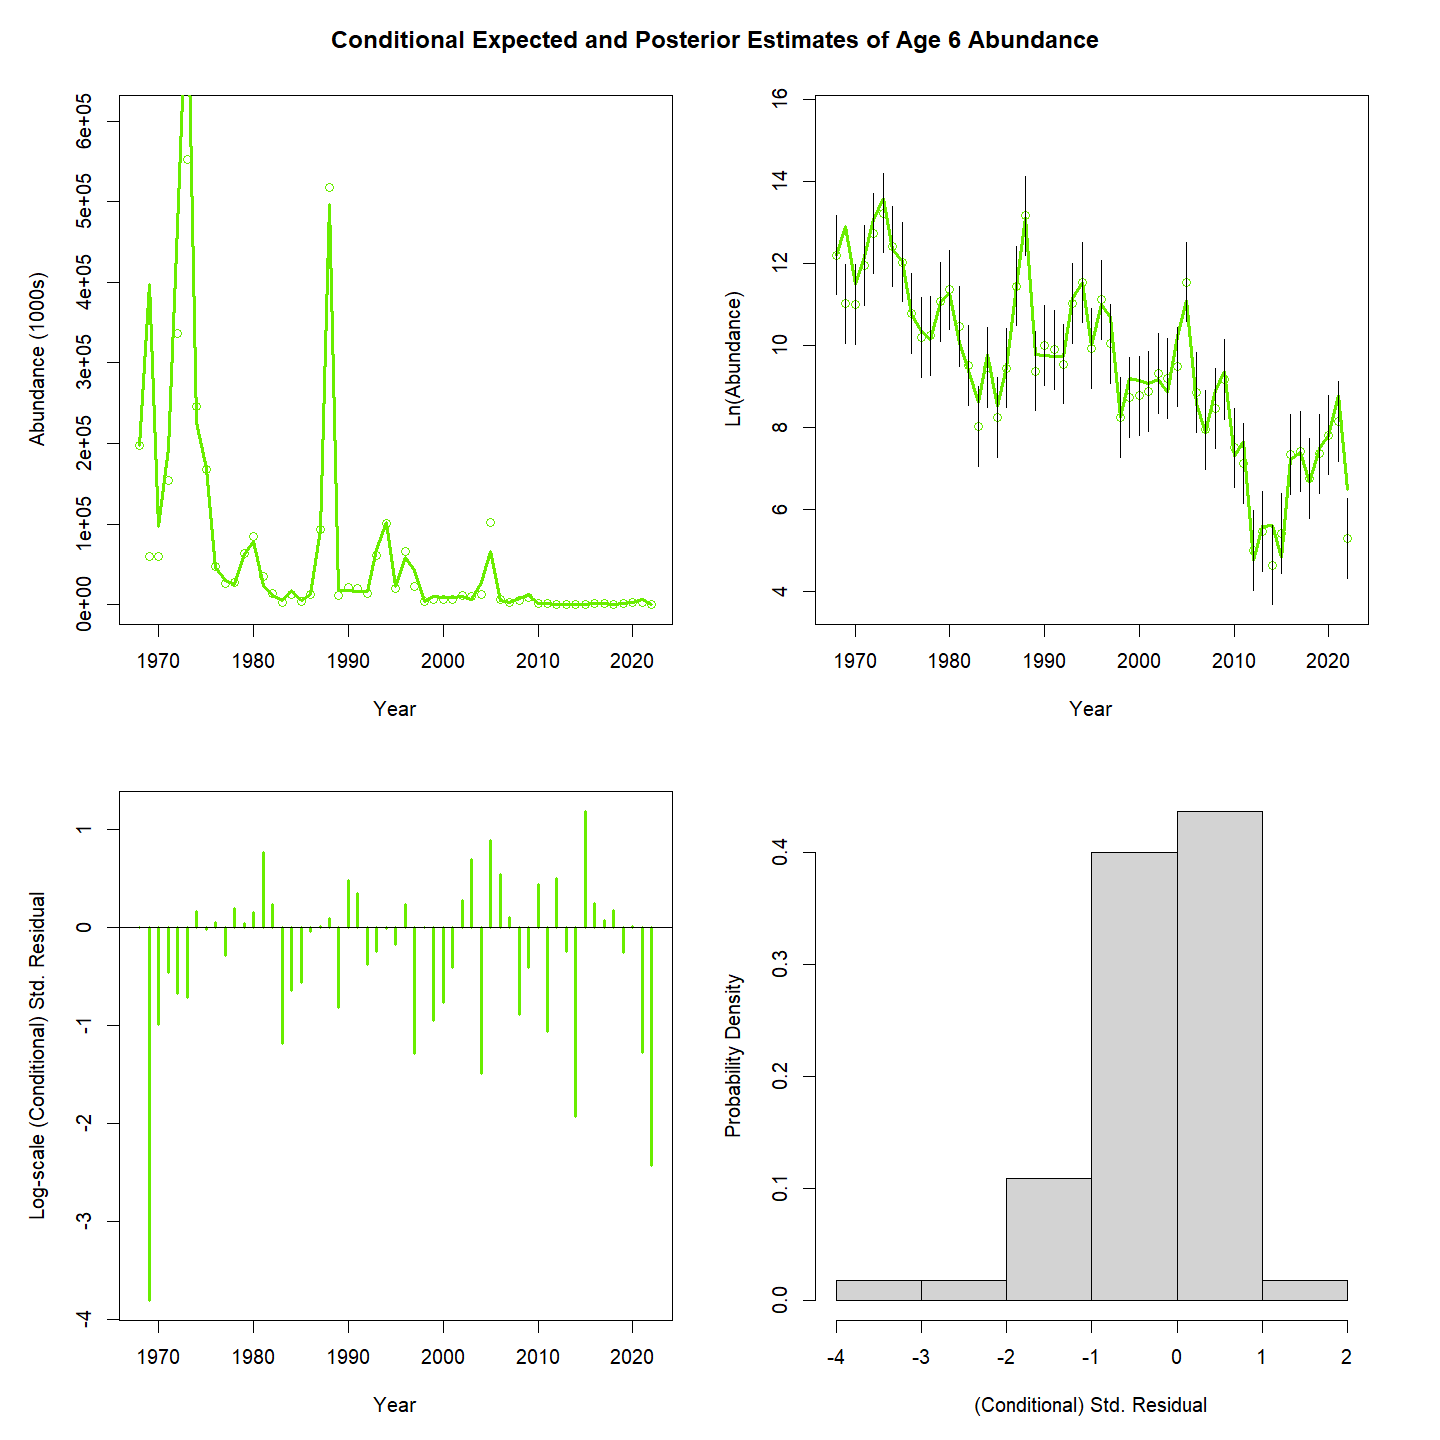 Conditional Expected and Posterior Estimates of Age 6 Abundance
Abundance (1000s)
0e+00 1e+05 2e+05 3e+05 4e+05 5e+05 6e+05
1970 1980 1990 2000 2010 2020
Year
Ln(Abundance)
4 6 8 10 12 14 16
1970 1980 1990 2000 2010 2020
Year
Log-scale (Conditional) Std. Residual
-4 -3 -2 -1 0 1
1970 1980 1990 2000 2010 2020
Year
Probability Density
0.0 0.1 0.2 0.3 0.4
-4 -3 -2 -1 0 1 2
(Conditional) Std. Residual